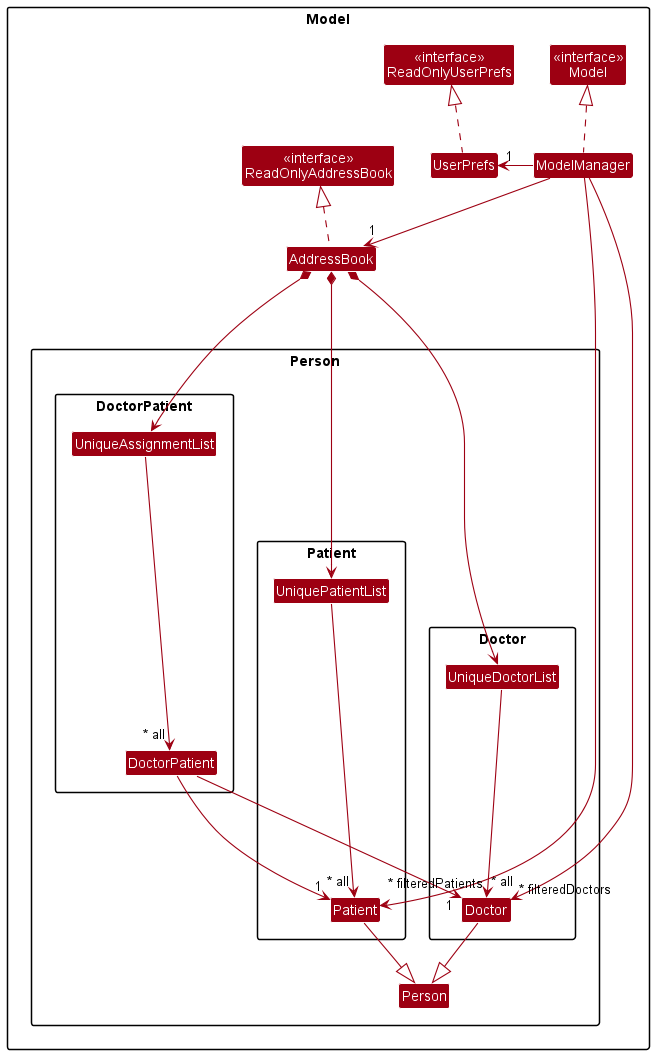 Model
«interface»
ReadOnlyUserPrefs
«interface»
Model
«interface»
ReadOnlyAddressBook
UserPrefs
1
ModelManager
1
AddressBook
Person
DoctorPatient
UniqueAssignmentList
Patient
UniquePatientList
Doctor
UniqueDoctorList
* all
DoctorPatient
1
* all
* filteredPatients
* all
* filteredDoctors
1
Patient
Doctor
Person